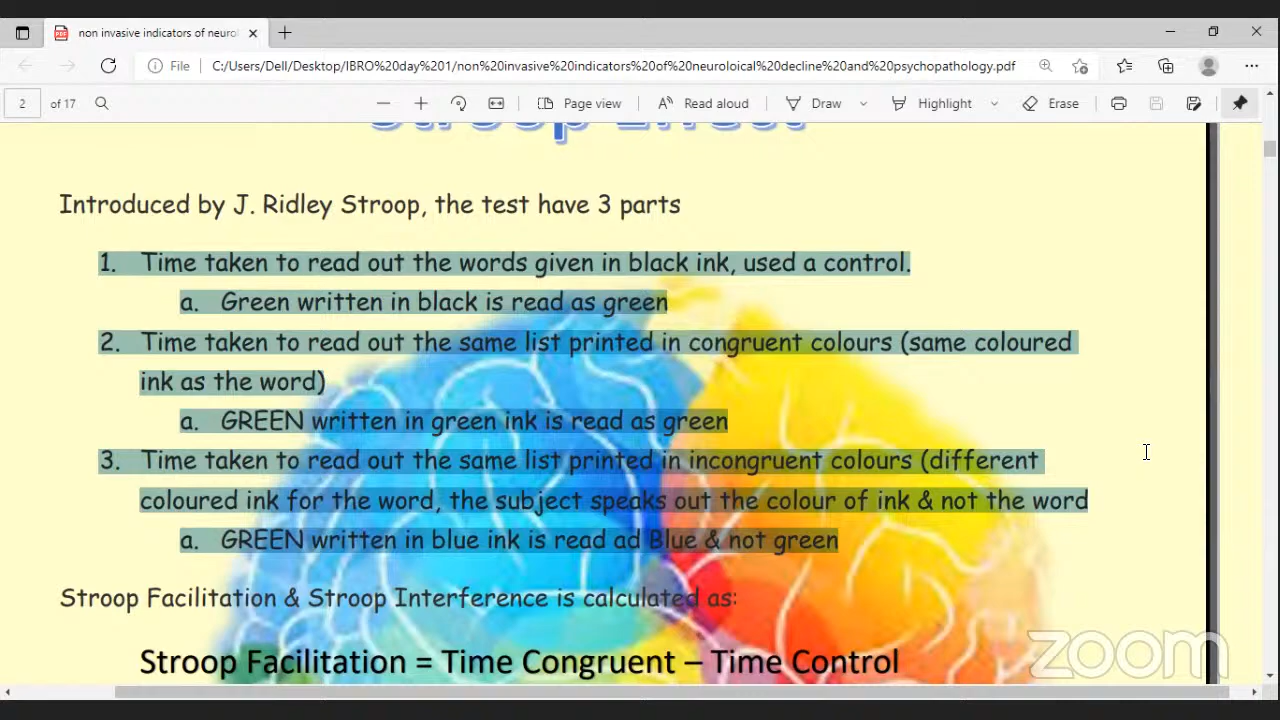 non invasive indicators of neurol
File C:/Users/Dell/Desktop/IBRO%20day%201/non%20invasive%20indicators%20of%20neuroloical%20decline%20and%20psychopathology.pdf
2 of 17 Page view Read aloud Draw Highlight Erase
Stroop Effect
Introduced by J. Ridley Stroop, the test have 3 parts
1. Time taken to read out the words given in black ink, used a control.
a. Green written in black is read as green
2. Time taken to read out the same list printed in congruent colours (same coloured
ink as the word)
a. GREEN written in green ink is read as green
3. Time taken to read out the same list printed in incongruent colours (different
coloured ink for the word, the subject speaks out the colour of ink & not the word
a. GREEN written in blue ink is read ad Blue & not green
Stroop Facilitation & Stroop Interference is calculated as:
Stroop Facilitation = Time Congruent – Time Control
zoom